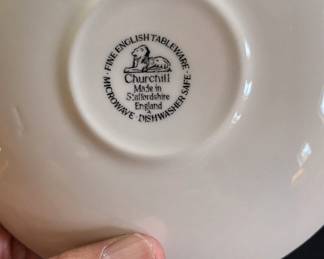 · FINE ENGLISH TABLEWARE ·
Churchill
Made in
Staffordshire
England
MICROWAVE · DISHWASHER SAFE ·